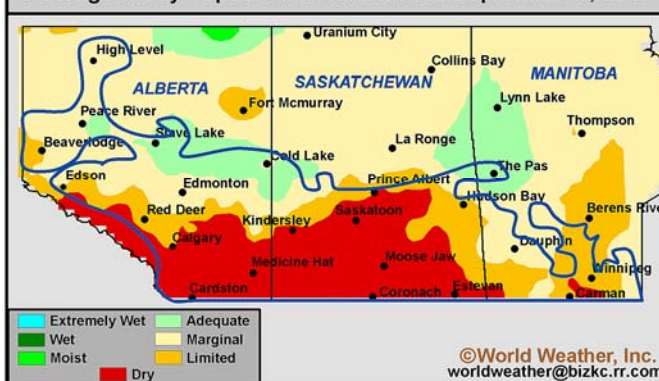 Uranium City
High Level
Collins Bay
ALBERTA
SASKATCHEWAN
MANITOBA
Peace River
Fort Mcmurray
Lynn Lake
Thompson
Slave Lake
Beaverlodge
La Ronge
Cold Lake
The Pas
Edson
Edmonton
Prince Albert
Hudson Bay
Red Deer
Kindersley
Saskatoon
Berens Rive
Calgary
Dauphin
Medicine Hat
Moose Jaw
Winnipeg
Cardston
Coronach
Estevan
Carman
Extremely Wet
Adequate
Wet
Marginal
Moist
Limited
Dry
©World Weather, Inc.
worldweather@bizkc.rr.com